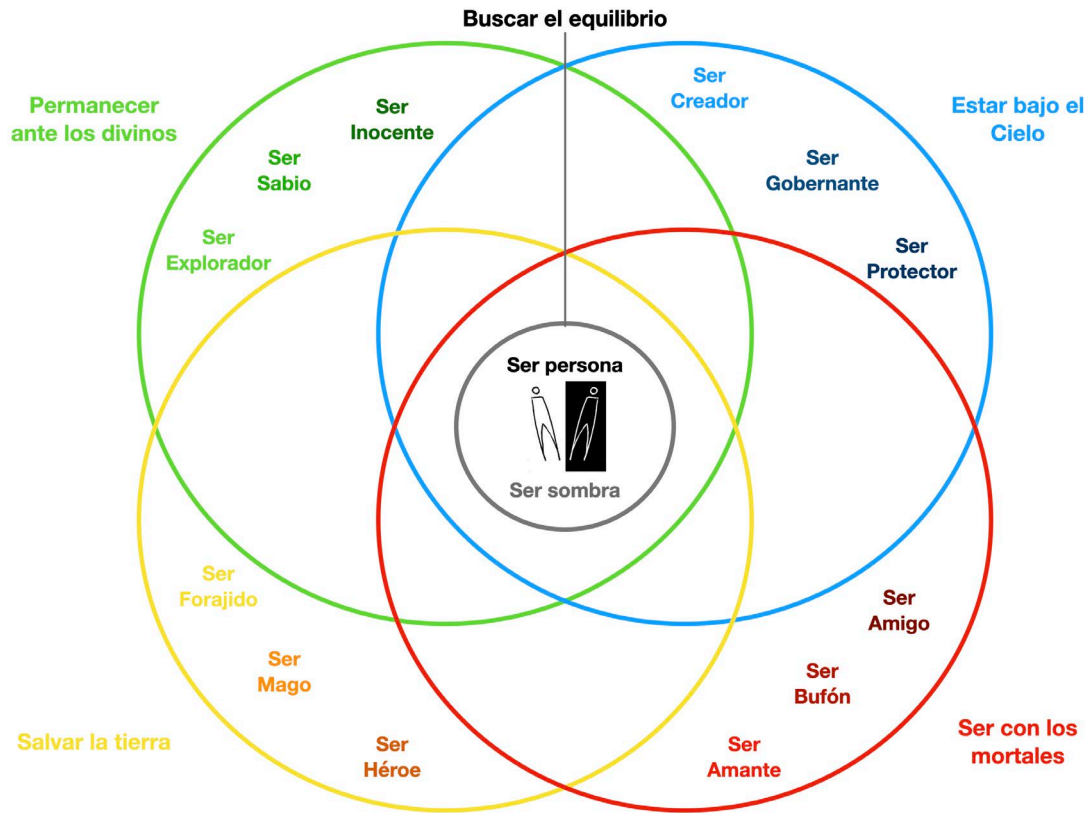 Buscar el equilibrio
Permanecer
ante los divinos
Ser
Inocente
Ser
Sabio
Ser
Explorador
Ser
Creador
Ser
Gobernante
Ser
Protector
Estar bajo el
Cielo
Ser persona
Ser sombra
Ser
Forajido
Ser
Mago
Ser
Héroe
Salvar la tierra
Ser
Amigo
Ser
Bufón
Ser
Amante
Ser con los
mortales